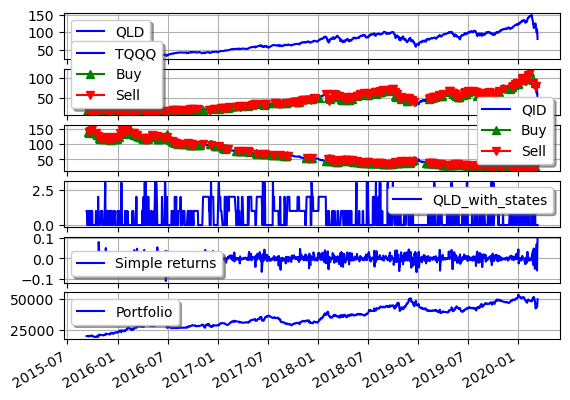 100
50
QLD
TQQQ
Buy
Sell
100
50
QID
Buy
Sell
150
100
50
2.5
0.0
QLD_with_states
0.1
0.0
-0.1
Simple returns
50000
25000
Portfolio
2015-07
2016-01
2016-07
2017-01
2017-07
2018-01
2018-07
2019-01
2019-07
2020-01